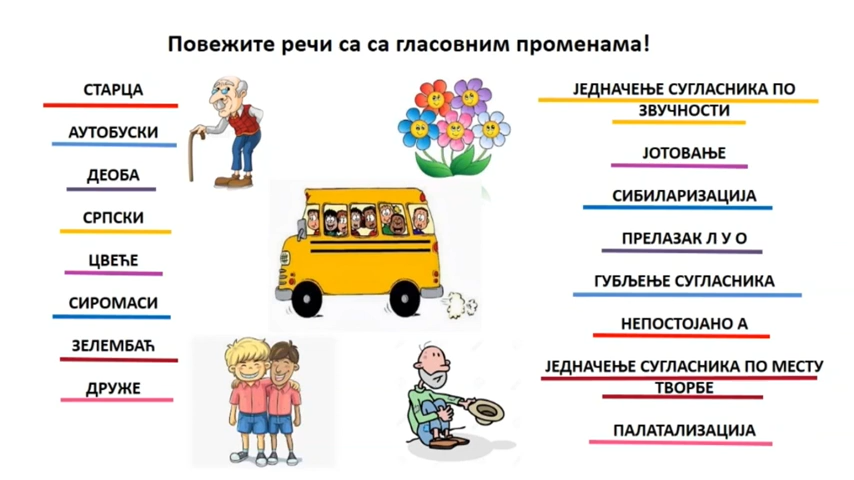 Повежите речи са са гласовним променама!
СТАРЦА
АУТОБУСКИ
ДЕОБА
СРПСКИ
ЦВЕЋЕ
СИРОМАСИ
ЗЕЛЕМБАЋ
ДРУЖЕ
ЈЕДНАЧЕЊЕ СУГЛАСНИКА ПО
ЗВУЧНОСТИ
ЈОТОВАЊЕ
СИБИЛАРИЗАЦИЈА
ПРЕЛАЗАК Л У О
ГУБЉЕЊЕ СУГЛАСНИКА
НЕПОСТОЈАНО А
ЈЕДНАЧЕЊЕ СУГЛАСНИКА ПО МЕСТУ
ТВОРБЕ
ПАЛАТАЛИЗАЦИЈА